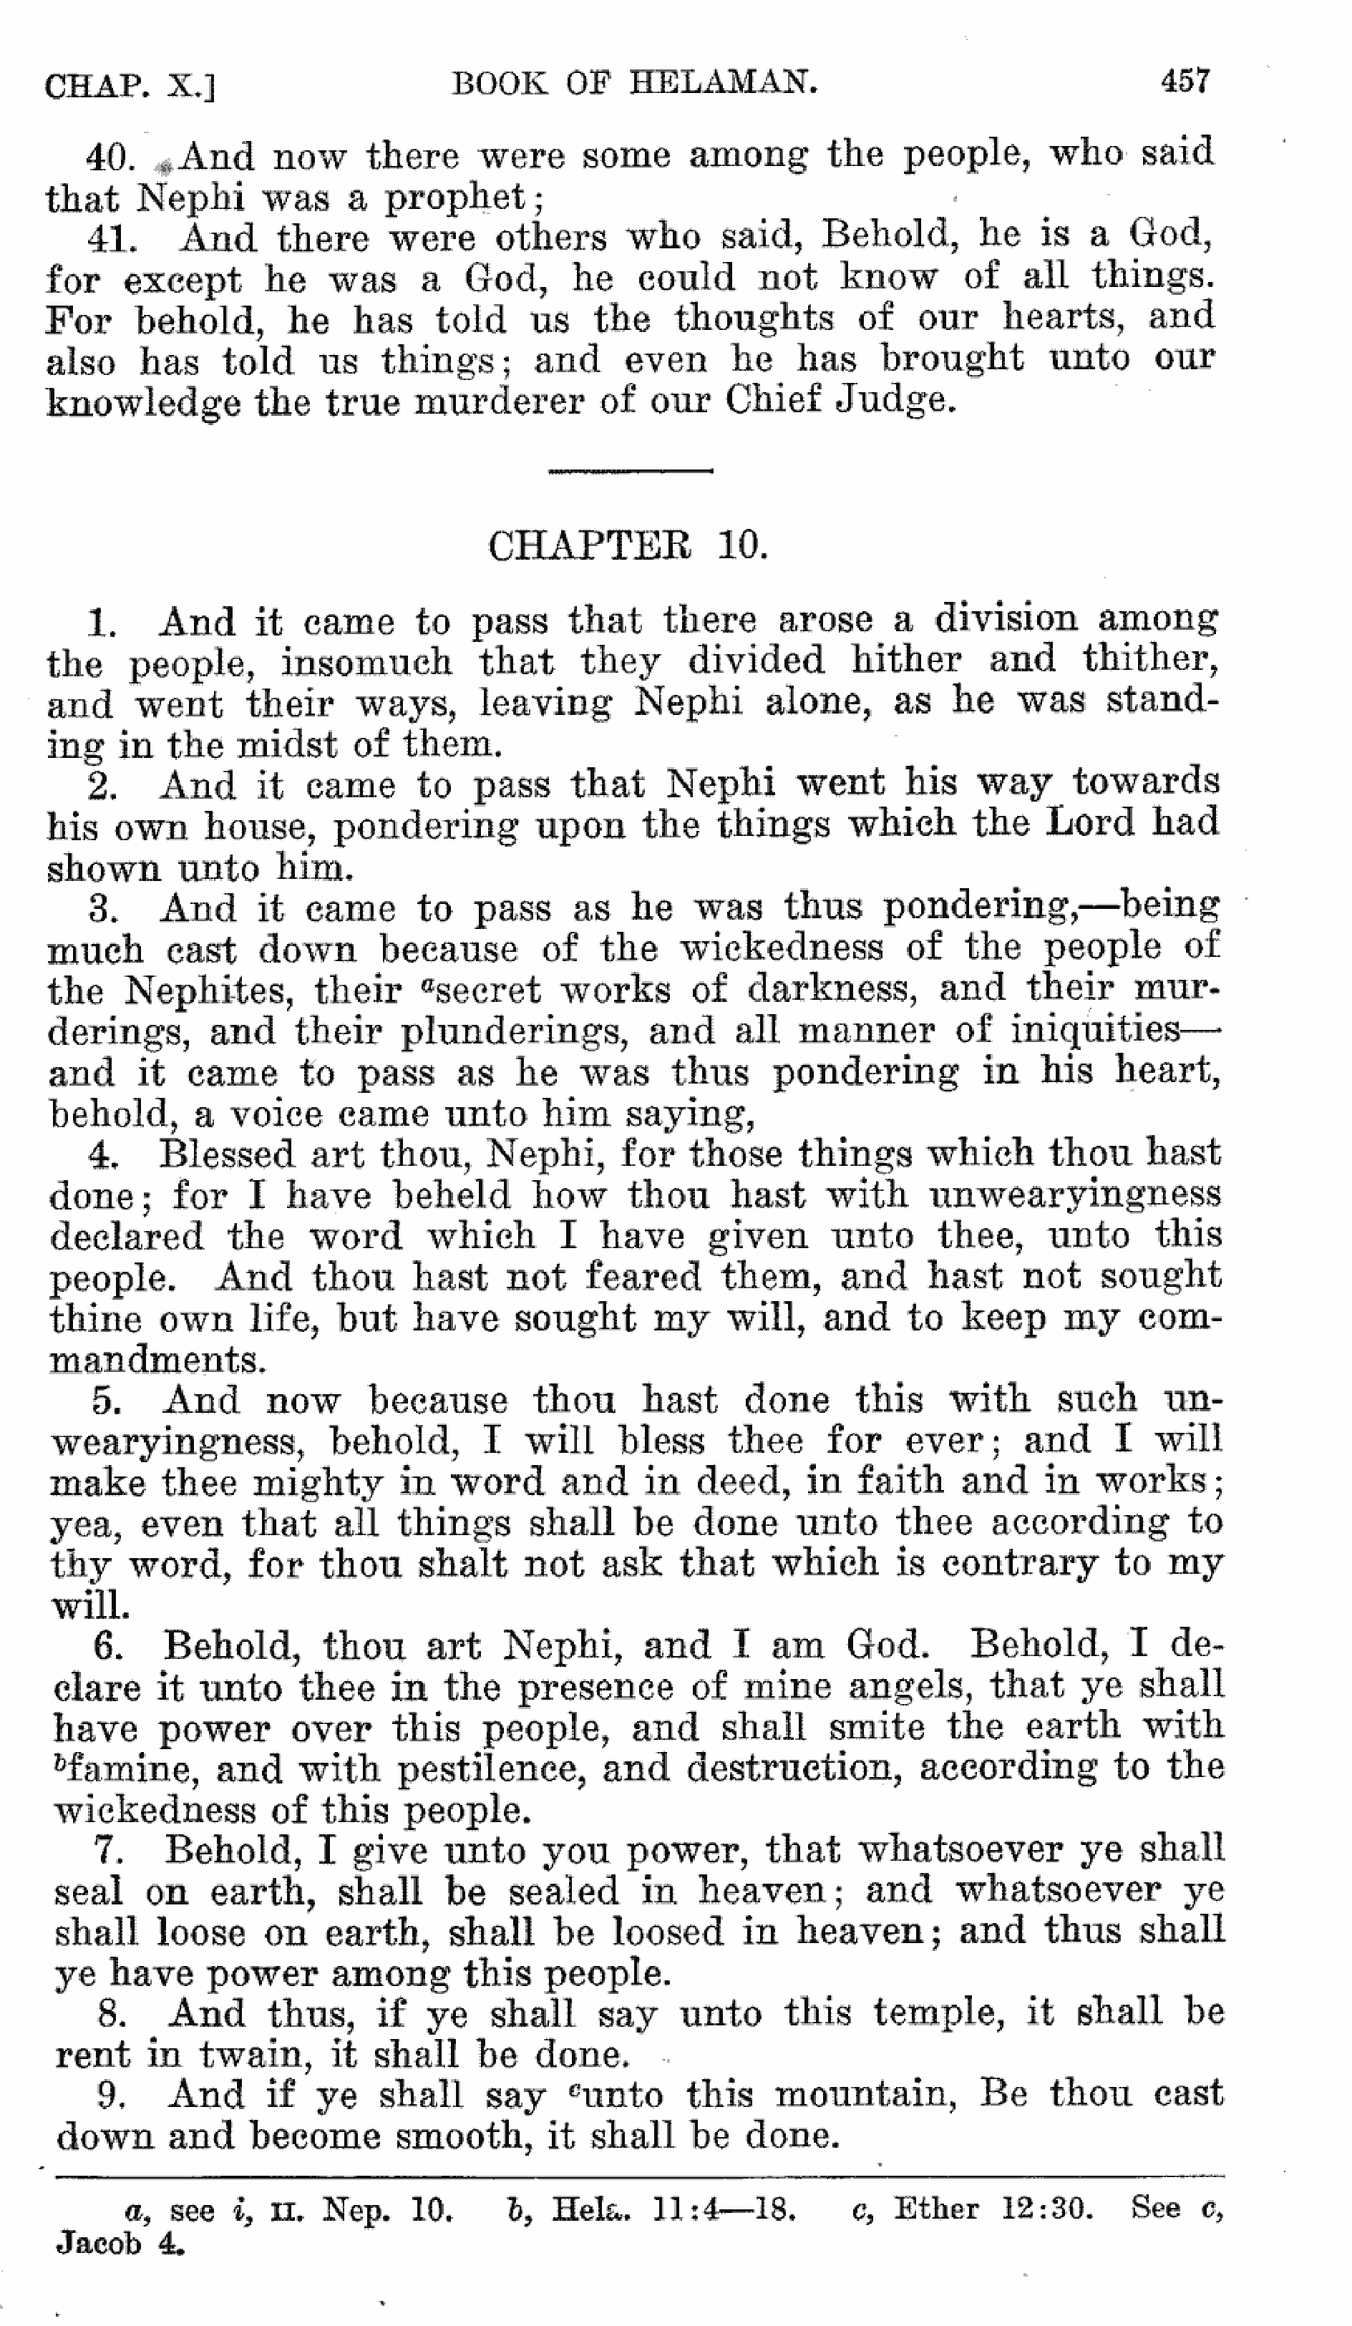 CHAP. X.] BOOK OF HELAMAN. 457
40. And now there were some among the people, who said
that Nephi was a prophet;
41. And there were others who said, Behold, he is a God,
for except he was a God, he could not know of all things.
For behold, he has told us the thoughts of our hearts, and
also has told us things; and even he has brought unto our
knowledge the true murderer of our Chief Judge.
CHAPTER 10.
1. And it came to pass that there arose a division among
the people, insomuch that they divided hither and thither,
and went their ways, leaving Nephi alone, as he was stand-
ing in the midst of them.
2. And it came to pass that Nephi went his way towards
his own house, pondering upon the things which the Lord had
shown unto him.
3. And it came to pass as he was thus pondering,—being
much cast down because of the wickedness of the people of
the Nephites, their ᵃsecret works of darkness, and their mur-
derings, and their plunderings, and all manner of iniquities—
and it came to pass as he was thus pondering in his heart,
behold, a voice came unto him saying,
4. Blessed art thou, Nephi, for those things which thou hast
done; for I have beheld how thou hast with unwearyingness
declared the word which I have given unto thee, unto this
people. And thou hast not feared them, and hast not sought
thine own life, but have sought my will, and to keep my com-
mandments.
5. And now because thou hast done this with such un-
wearyingness, behold, I will bless thee for ever; and I will
make thee mighty in word and in deed, in faith and in works;
yea, even that all things shall be done unto thee according to
thy word, for thou shalt not ask that which is contrary to my
will.
6. Behold, thou art Nephi, and I am God. Behold, I de-
clare it unto thee in the presence of mine angels, that ye shall
have power over this people, and shall smite the earth with
ᵇfamine, and with pestilence, and destruction, according to the
wickedness of this people.
7. Behold, I give unto you power, that whatsoever ye shall
seal on earth, shall be sealed in heaven; and whatsoever ye
shall loose on earth, shall be loosed in heaven; and thus shall
ye have power among this people.
8. And thus, if ye shall say unto this temple, it shall be
rent in twain, it shall be done.
9. And if ye shall say ᶜunto this mountain, Be thou cast
down and become smooth, it shall be done.
a, see i, II. Nep. 10. b, Hela. 11:4—18. c, Ether 12:30. See c,
Jacob 4.